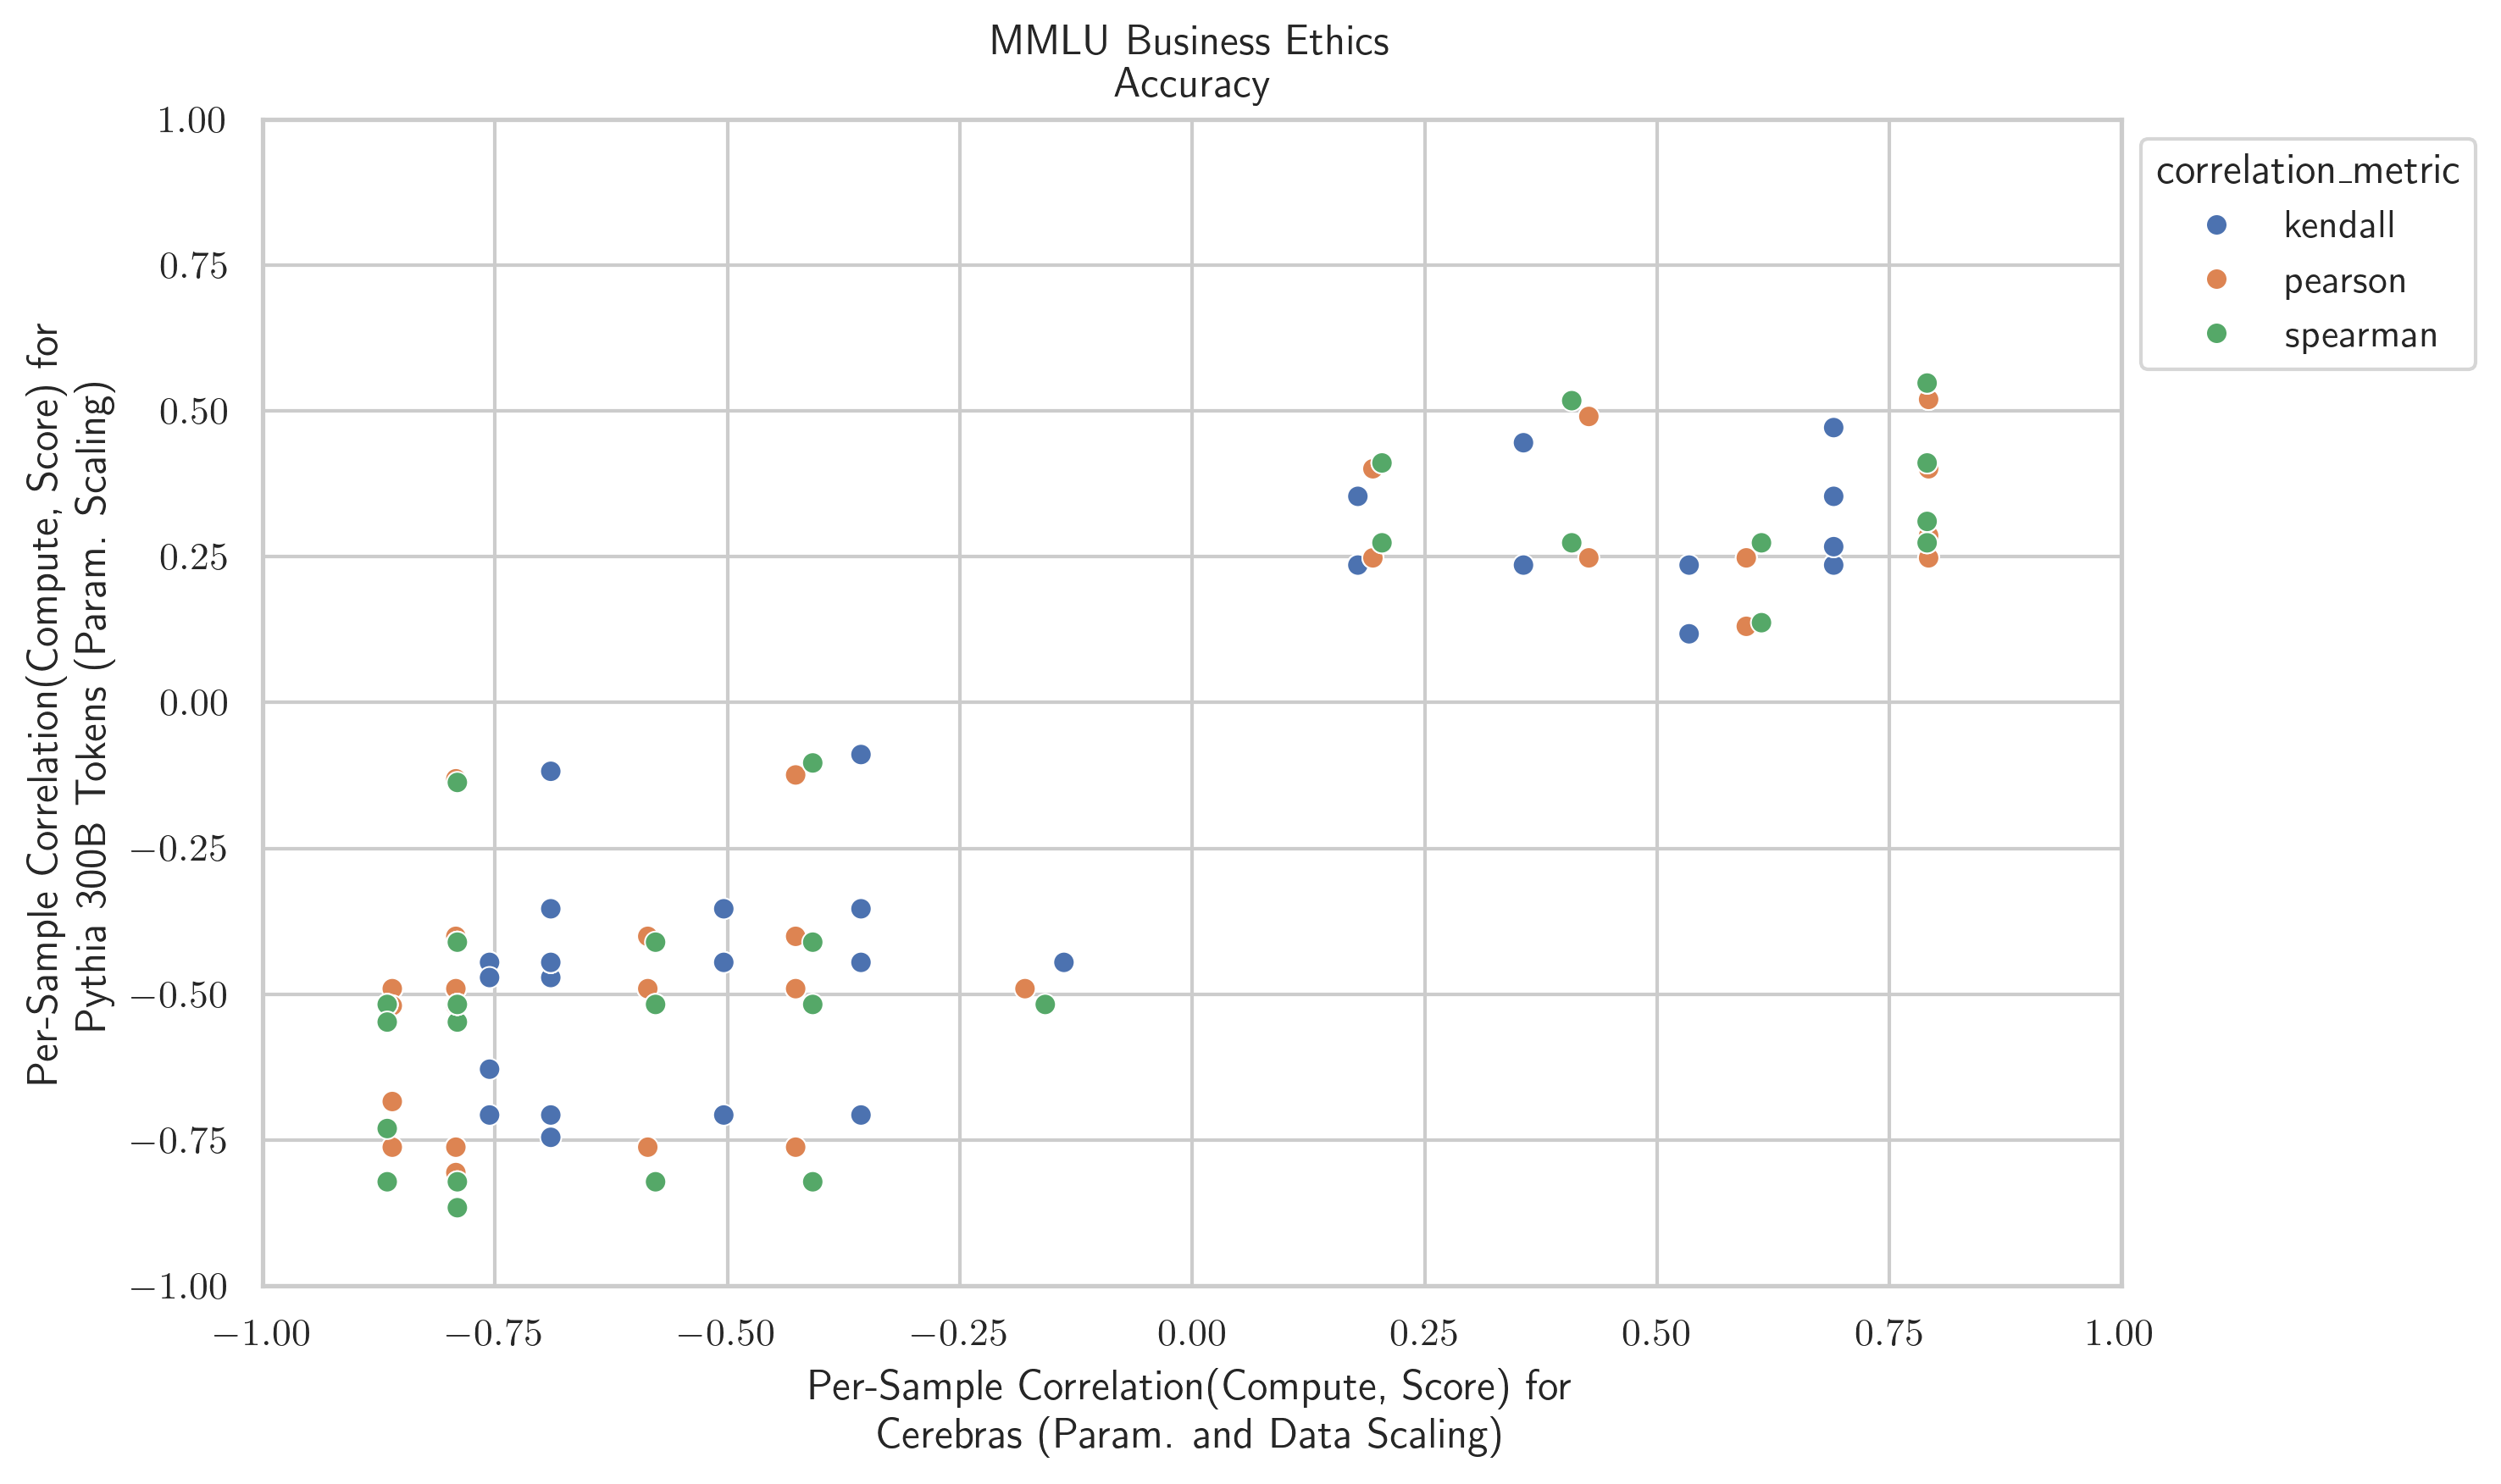 MMLU Business Ethics
Accuracy
1.00
0.75
0.50
0.25
0.00
−0.25
−0.50
−0.75
−1.00
Per-Sample Correlation(Compute, Score) for
Pythia 300B Tokens (Param. Scaling)
−1.00
−0.75
−0.50
−0.25
0.00
0.25
0.50
0.75
1.00
Per-Sample Correlation(Compute, Score) for
Cerebras (Param. and Data Scaling)
correlation_metric
kendall
pearson
spearman